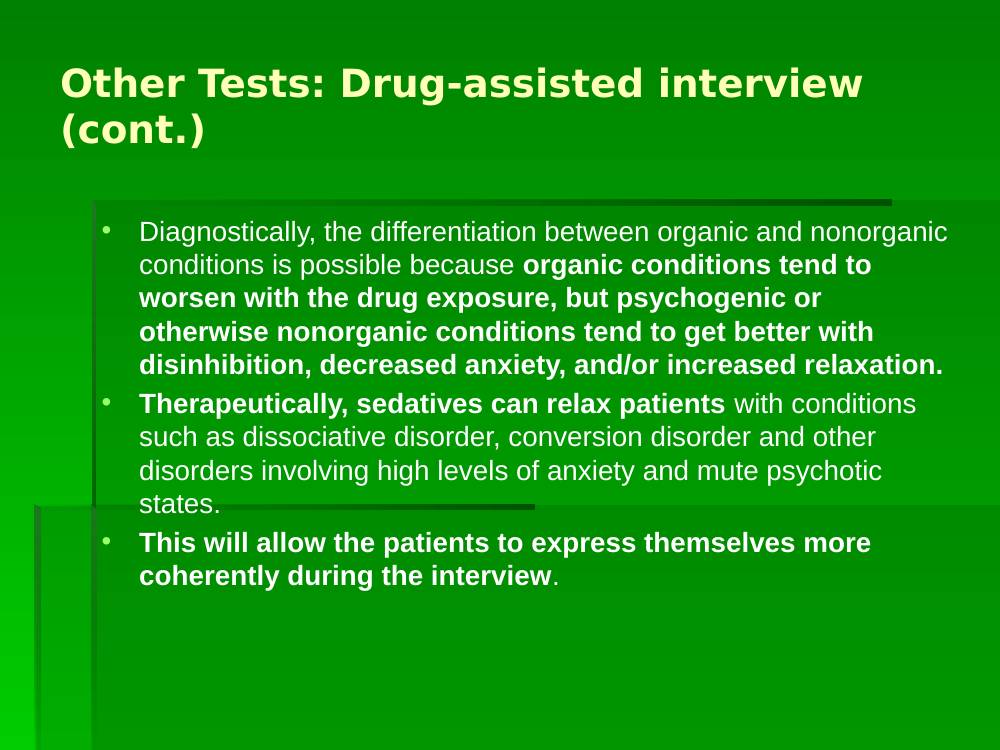 Other Tests: Drug-assisted interview
(cont.)
• Diagnostically, the differentiation between organic and nonorganic
conditions is possible because organic conditions tend to
worsen with the drug exposure, but psychogenic or
otherwise nonorganic conditions tend to get better with
disinhibition, decreased anxiety, and/or increased relaxation.
• Therapeutically, sedatives can relax patients with conditions
such as dissociative disorder, conversion disorder and other
disorders involving high levels of anxiety and mute psychotic
states.
• This will allow the patients to express themselves more
coherently during the interview.